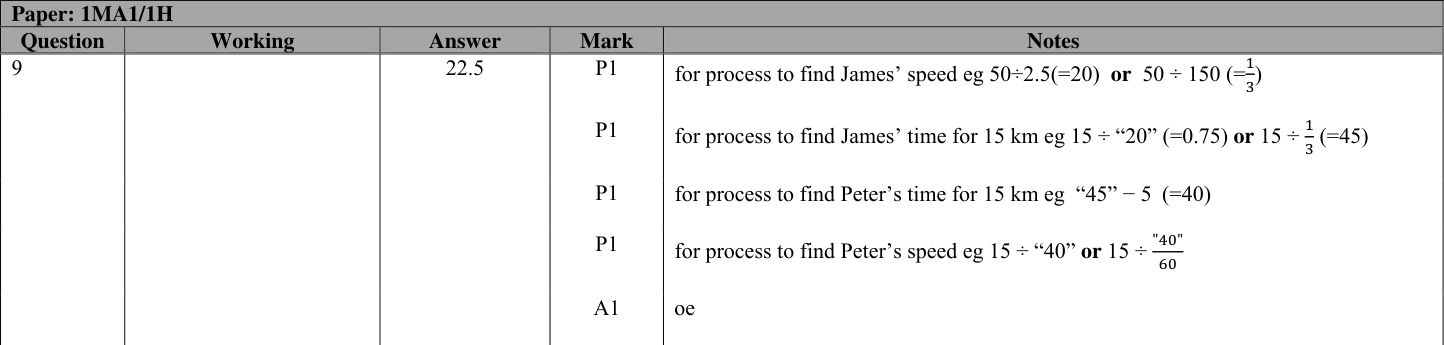 Paper: 1MA1/1H
Question Working Answer Mark Notes
9 22.5 P1 for process to find James’ speed eg 50÷2.5(=20) or 50 ÷ 150 (=1/3)
P1 for process to find James’ time for 15 km eg 15 ÷ “20” (=0.75) or 15 ÷ 1/3 (=45)
P1 for process to find Peter’s time for 15 km eg “45” − 5 (=40)
P1 for process to find Peter’s speed eg 15 ÷ “40” or 15 ÷ "40"/60
A1 oe